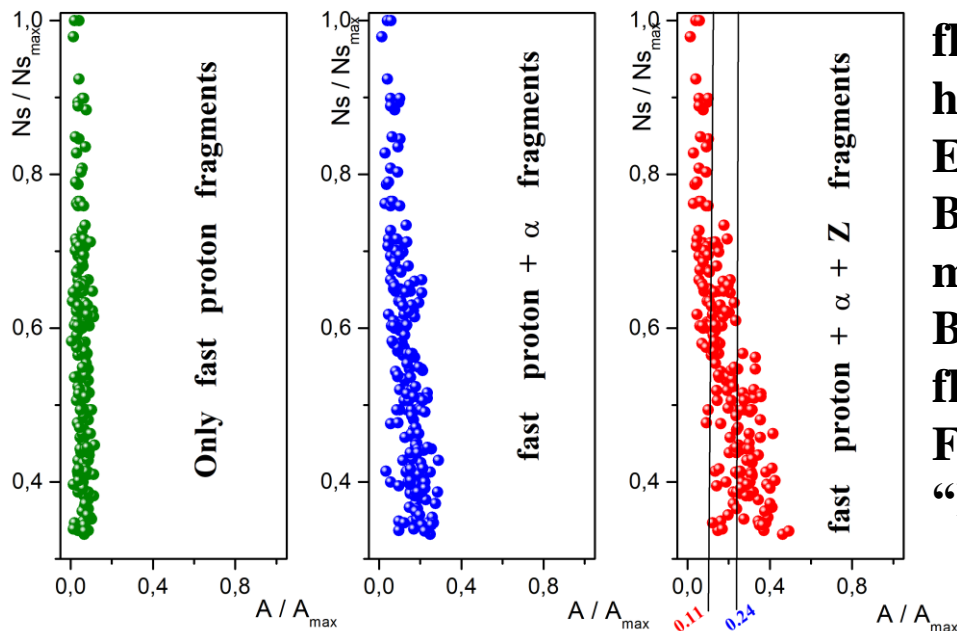 1,0
0,8
0,6
0,4
Ns / Ns_max
Only fast proton fragments
0,0
0,4
0,8
A / A_max
1,0
0,8
0,6
0,4
Ns / Ns_max
fast proton + α fragments
0,0
0,4
0,8
A / A_max
1,0
0,8
0,6
0,4
Ns / Ns_max
fast proton + α + Z fragments
0,0
0,4
0,8
0.11
0.24
A / A_max
h
E
B
m
B
F
“